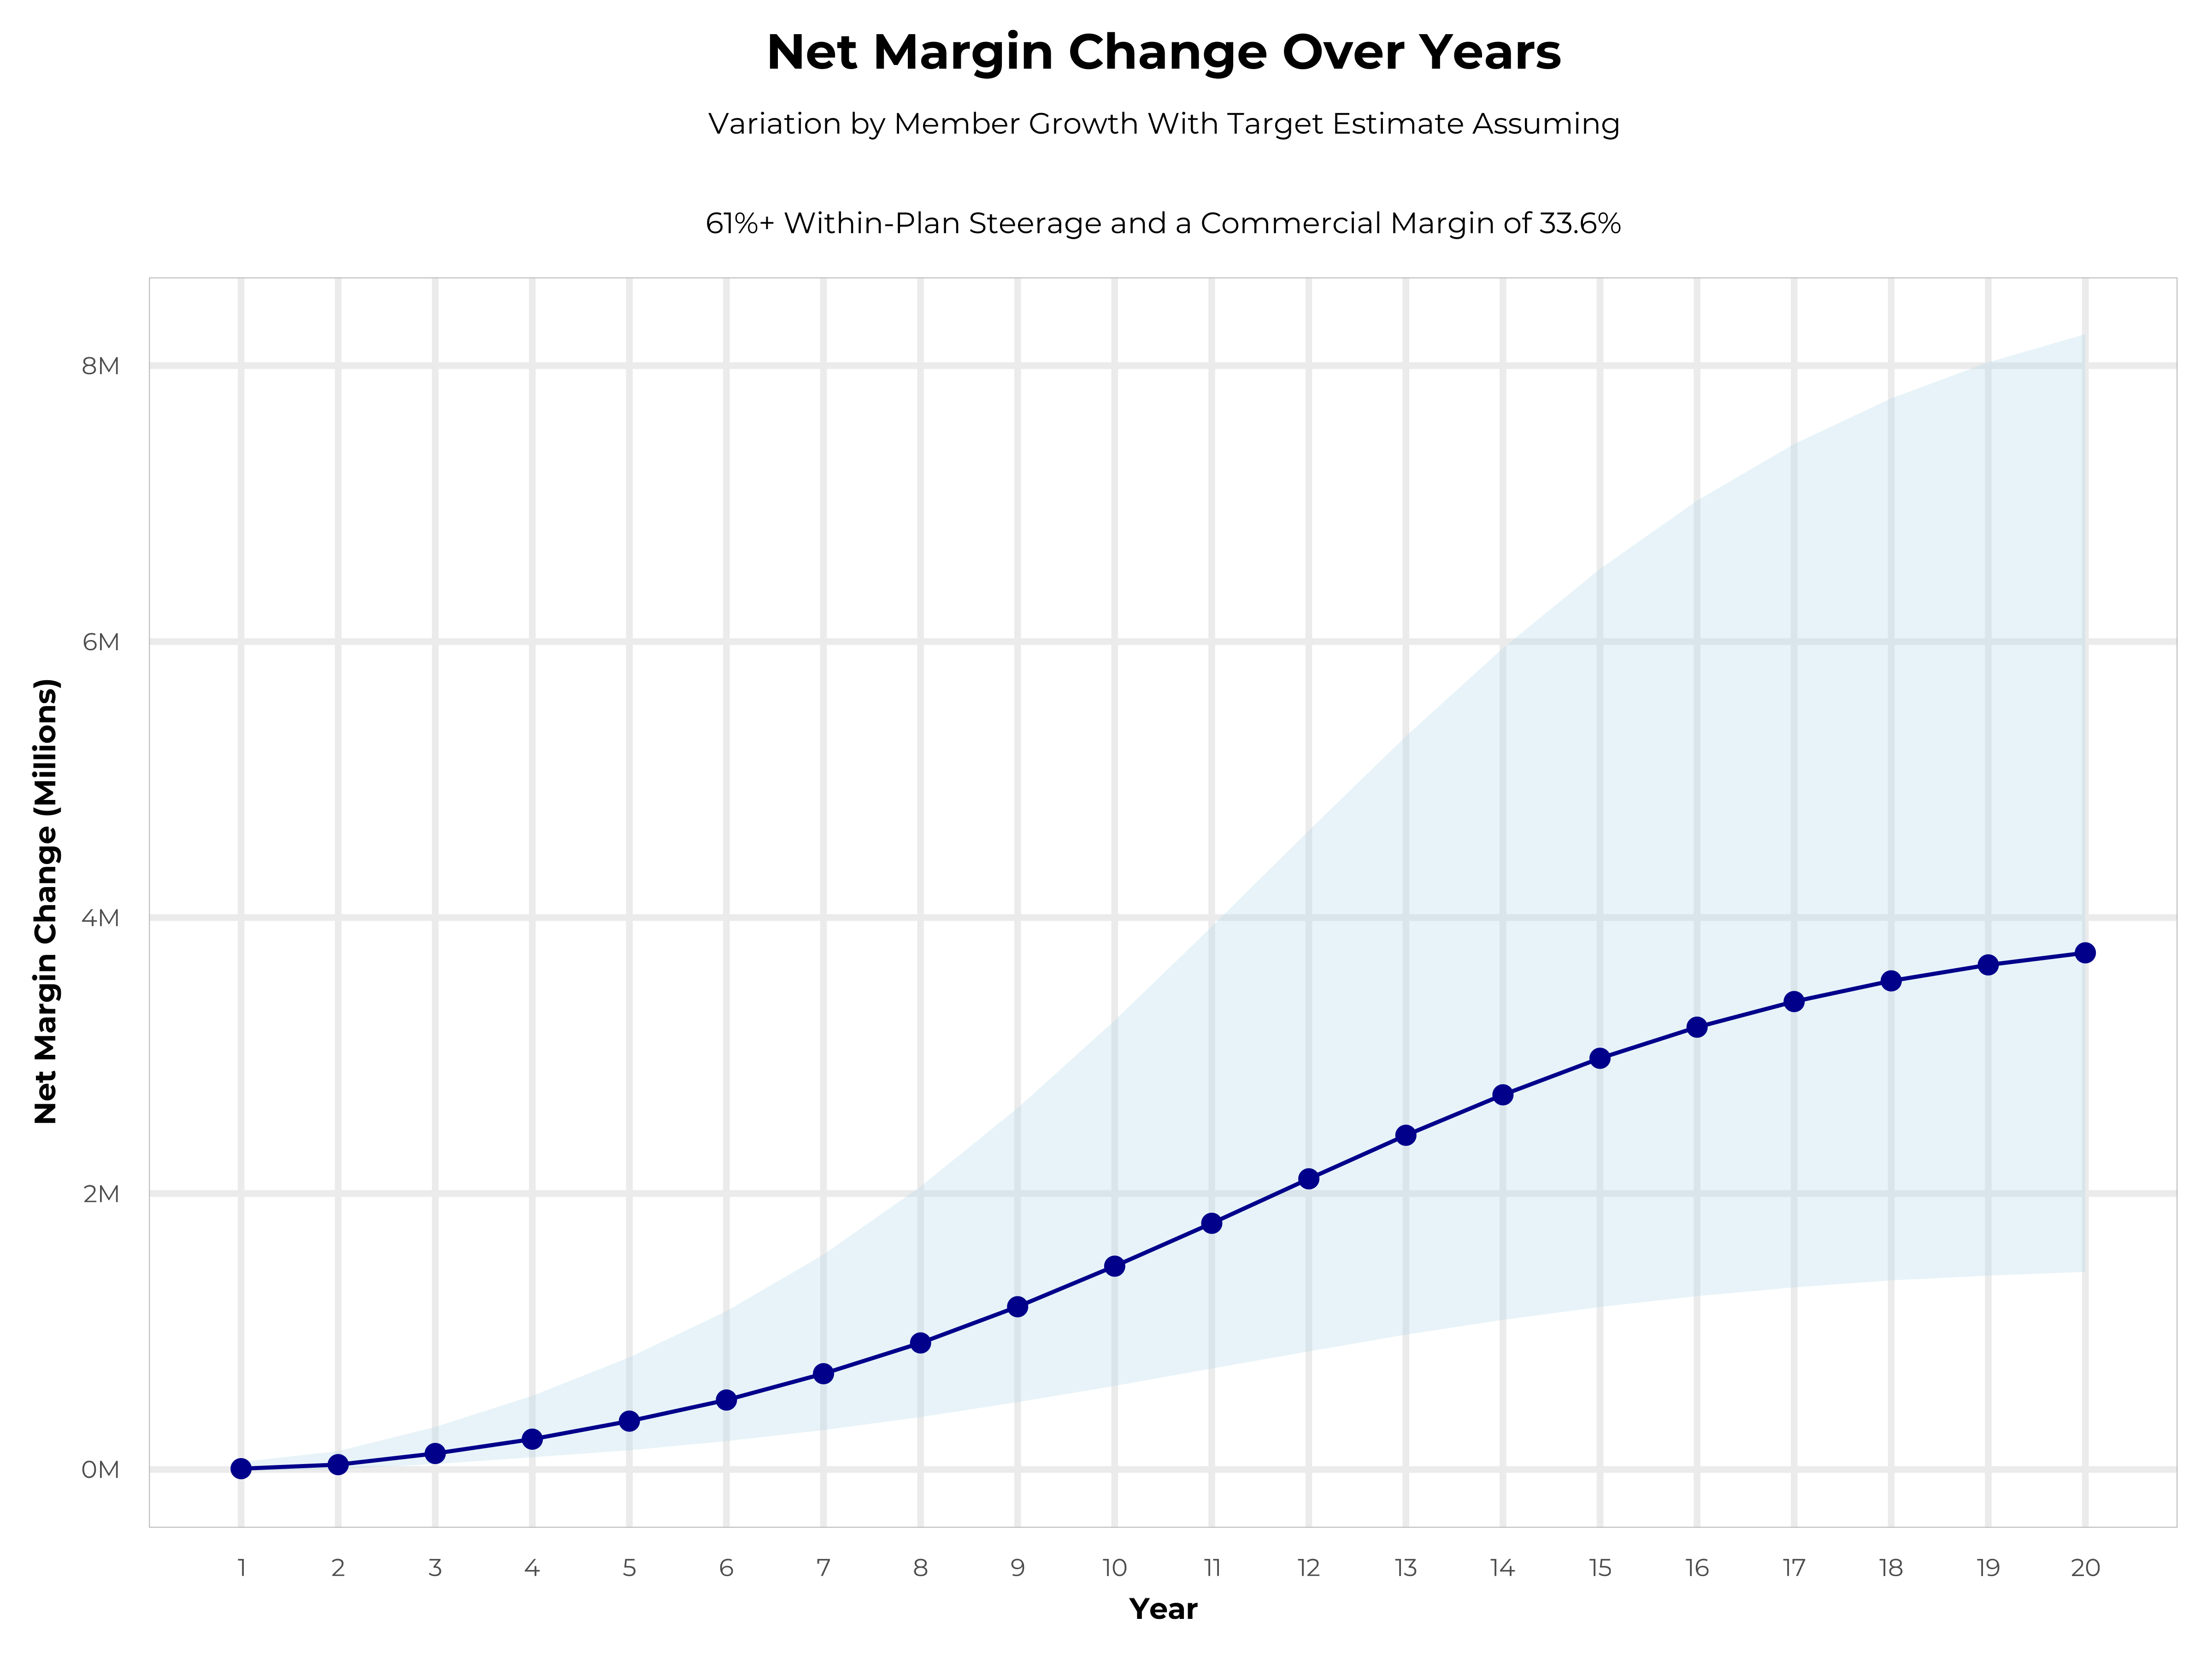 Net Margin Change Over Years
Variation by Member Growth With Target Estimate Assuming
61%+ Within-Plan Steerage and a Commercial Margin of 33.6%
Net Margin Change (Millions)
8M
6M
4M
2M
0M
1 2 3 4 5 6 7 8 9 10 11 12 13 14 15 16 17 18 19 20
Year